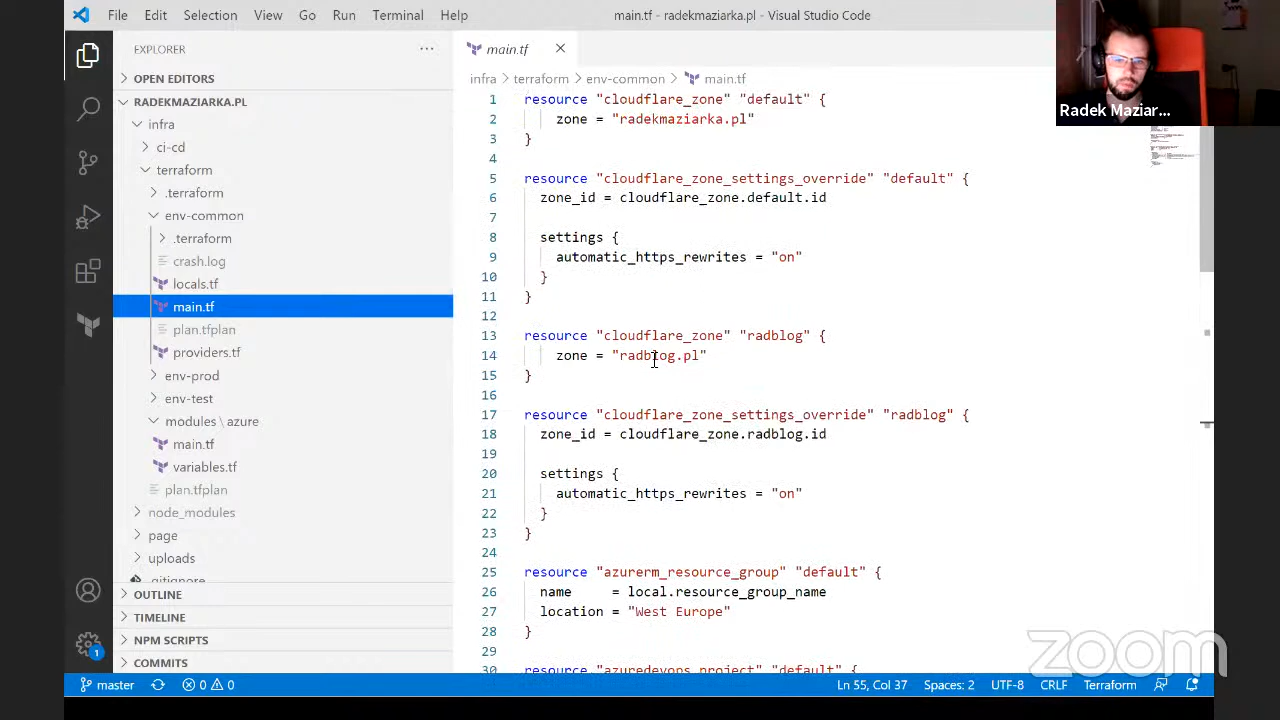 File Edit Selection View Go Run Terminal Help
main.tf - radekmaziarka.pl - Visual Studio Code
Radek Maziar...
EXPLORER
OPEN EDITORS
RADEKMAZIARKA.PL
infra
ci-cd
terraform
.terraform
env-common
.terraform
crash.log
locals.tf
main.tf
plan.tfplan
providers.tf
env-prod
env-test
modules \ azure
main.tf
variables.tf
plan.tfplan
node_modules
page
uploads
.gitignore
OUTLINE
TIMELINE
NPM SCRIPTS
COMMITS
1
main.tf
infra > terraform > env-common > main.tf
1 resource "cloudflare_zone" "default" {
2 zone = "radekmaziarka.pl"
3 }
4
5 resource "cloudflare_zone_settings_override" "default" {
6 zone_id = cloudflare_zone.default.id
7
8 settings {
9 automatic_https_rewrites = "on"
10 }
11 }
12
13 resource "cloudflare_zone" "radblog" {
14 zone = "radblog.pl"
15 }
16
17 resource "cloudflare_zone_settings_override" "radblog" {
18 zone_id = cloudflare_zone.radblog.id
19
20 settings {
21 automatic_https_rewrites = "on"
22 }
23 }
24
25 resource "azurerm_resource_group" "default" {
26 name = local.resource_group_name
27 location = "West Europe"
28 }
29
30 resource "azuredevops_project" "default" {
zoom
master 0 0 Ln 55, Col 37 Spaces: 2 UTF-8 CRLF Terraform